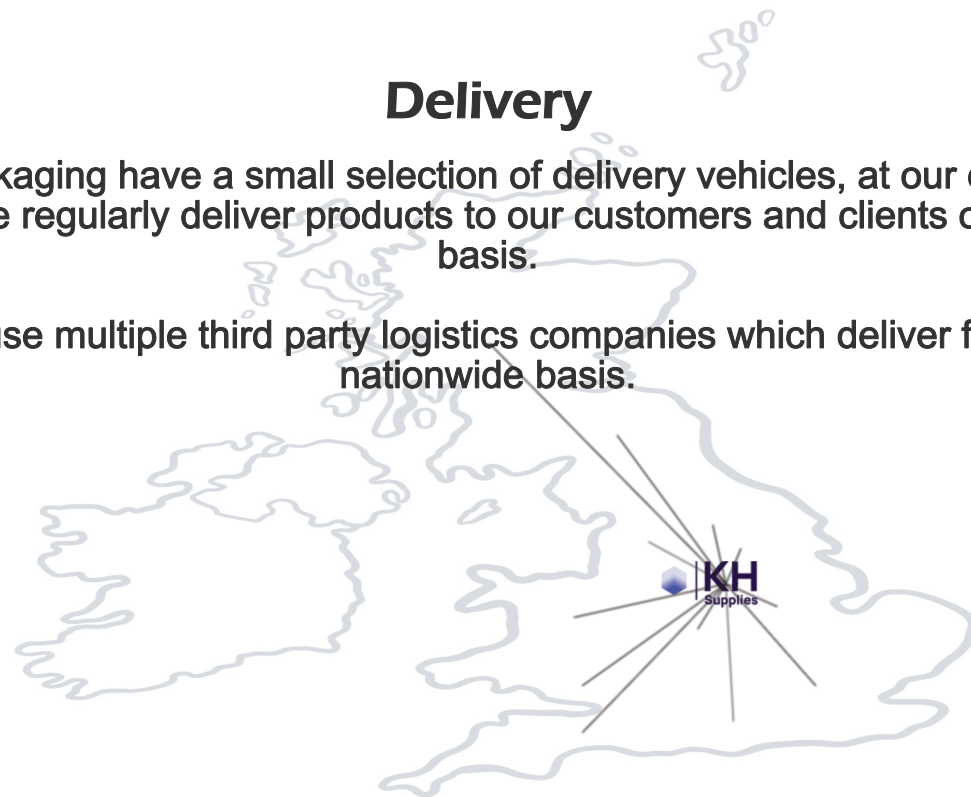 Delivery
kaging have a small selection of delivery vehicles, at our
e regularly deliver products to our customers and clients
basis.
use multiple third party logistics companies which deliver
nationwide basis.
KH
Supplies